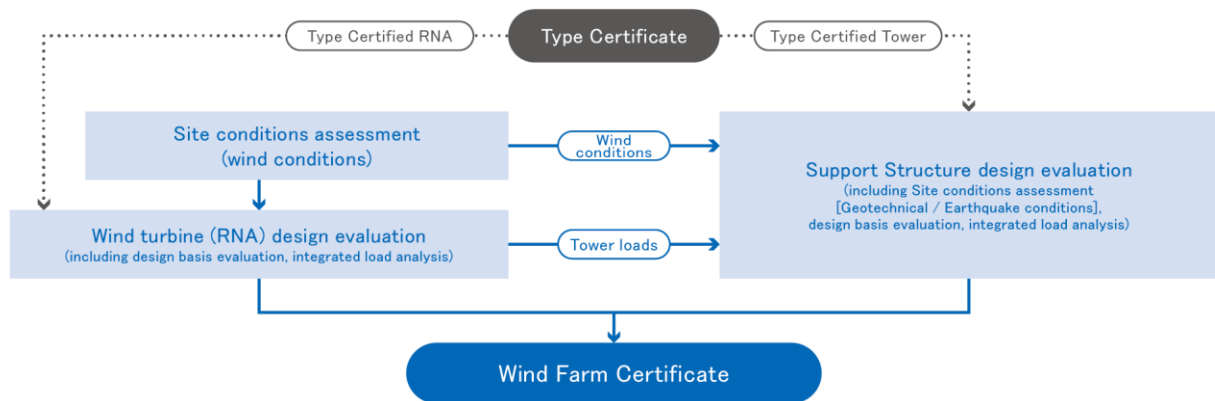 Type Certified RNA
Type Certificate
Type Certified Tower
Site conditions assessment
(wind conditions)
Wind
conditions
Support Structure design evaluation
(including Site conditions assessment
[Geotechnical / Earthquake conditions],
design basis evaluation, integrated load analysis)
Wind turbine (RNA) design evaluation
(including design basis evaluation, integrated load analysis)
Tower loads
Wind Farm Certificate